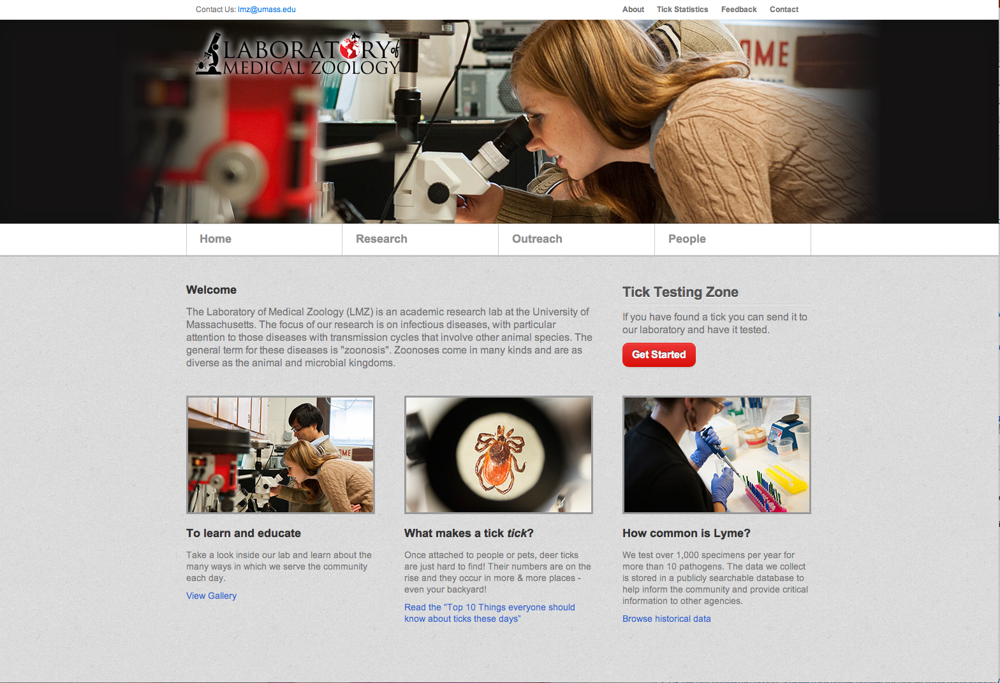 Contact Us: lmz@umass.edu
About Tick Statistics Feedback Contact
LABORATORY of
MEDICAL ZOOLOGY
OME
Home Research Outreach People
Welcome
The Laboratory of Medical Zoology (LMZ) is an academic research lab at the University of
Massachusetts. The focus of our research is on infectious diseases, with particular
attention to those diseases with transmission cycles that involve other animal species. The
general term for these diseases is "zoonosis". Zoonoses come in many kinds and are as
diverse as the animal and microbial kingdoms.
Tick Testing Zone
If you have found a tick you can send it to
our laboratory and have it tested.
Get Started
OME
To learn and educate
Take a look inside our lab and learn about the
many ways in which we serve the community
each day.
View Gallery
What makes a tick tick?
Once attached to people or pets, deer ticks
are just hard to find! Their numbers are on the
rise and they occur in more & more places -
even your backyard!
Read the “Top 10 Things everyone should
know about ticks these days”
How common is Lyme?
We test over 1,000 specimens per year for
more than 10 pathogens. The data we collect
is stored in a publicly searchable database to
help inform the community and provide critical
information to other agencies.
Browse historical data